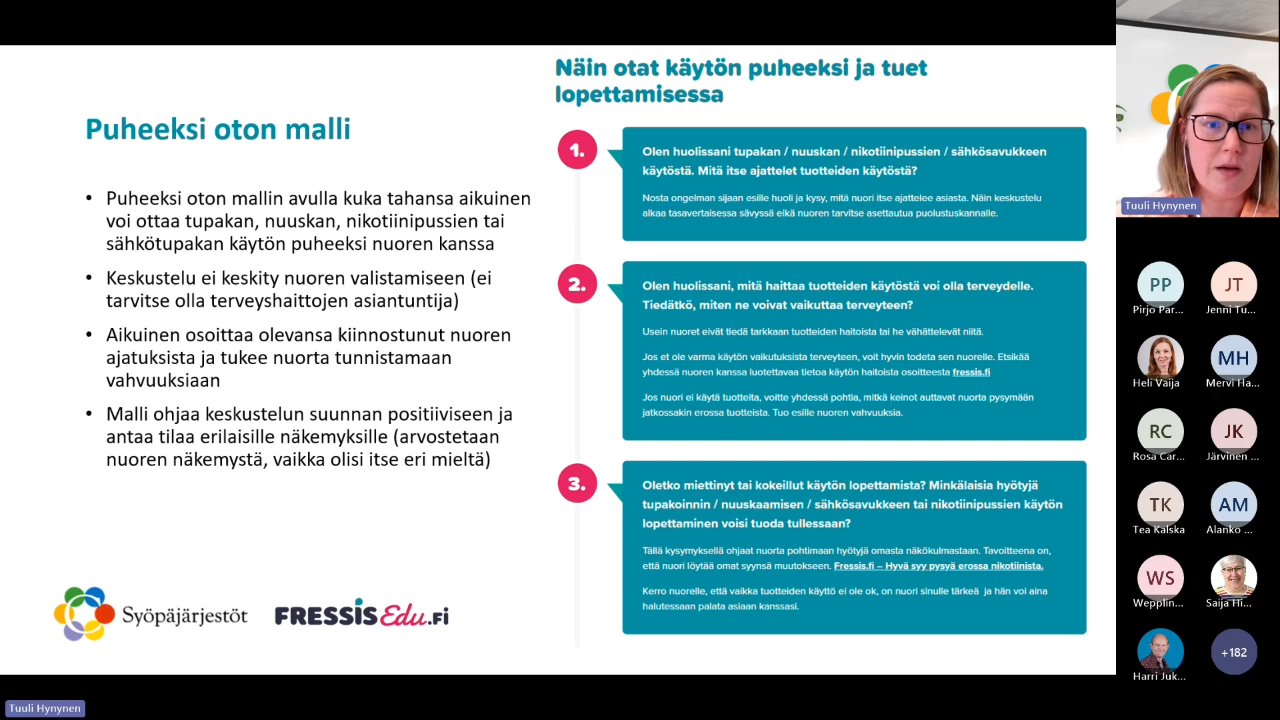 Puheeksi oton malli
• Puheeksi oton mallin avulla kuka tahansa aikuinen
voi ottaa tupakan, nuuskan, nikotiinipussien tai
sähkötupakan käytön puheeksi nuoren kanssa
• Keskustelu ei keskity nuoren valistamiseen (ei
tarvitse olla terveyshaittojen asiantuntija)
• Aikuinen osoittaa olevansa kiinnostunut nuoren
ajatuksista ja tukee nuorta tunnistamaan
vahvuuksiaan
• Malli ohjaa keskustelun suunnan positiiviseen ja
antaa tilaa erilaisille näkemyksille (arvostetaan
nuoren näkemystä, vaikka olisi itse eri mieltä)
Syöpäjärjestöt
FRESSIS Edu.FI
Näin otat käytön puheeksi ja tuet
lopettamisessa
1.
Olen huolissani tupakan / nuuskan / nikotiinipussien / sähkösavukkeen
käytöstä. Mitä itse ajattelet tuotteiden käytöstä?
Nosta ongelman sijaan esille huoli ja kysy, mitä nuori itse ajattelee asiasta. Näin keskustelu
alkaa tasavertaisessa sävyssä eikä nuoren tarvitse asettautua puolustuskannalle.
2.
Olen huolissani, mitä haittaa tuotteiden käytöstä voi olla terveydelle.
Tiedätkö, miten ne voivat vaikuttaa terveyteen?
Usein nuoret eivät tiedä tarkkaan tuotteiden haitoista tai he vähättelevät niitä.
Jos et ole varma käytön vaikutuksista terveyteen, voit hyvin todeta sen nuorelle. Etsikää
yhdessä nuoren kanssa luotettavaa tietoa käytön haitoista osoitteesta fressis.fi
Jos nuori ei käytä tuotteita, voitte yhdessä pohtia, mitkä keinot auttavat nuorta pysymään
jatkossakin erossa tuotteista. Tuo esille nuoren vahvuuksia.
3.
Oletko miettinyt tai kokeillut käytön lopettamista? Minkälaisia hyötyjä
tupakoinnin / nuuskaamisen / sähkösavukkeen tai nikotiinipussien käytön
lopettaminen voisi tuoda tullessaan?
Tällä kysymyksellä ohjaat nuorta pohtimaan hyötyjä omasta näkökulmastaan. Tavoitteena on,
että nuori löytää omat syynsä muutokseen. Fressis.fi – Hyvä syy pysyä erossa nikotiinista.
Kerro nuorelle, että vaikka tuotteiden käyttö ei ole ok, on nuori sinulle tärkeä ja hän voi aina
halutessaan palata asiaan kanssasi.
Tuuli Hynynen
PP
JT
Pirjo Par...
Jenni Tu...
MH
Heli Väijä
Mervi Ha...
RC
JK
Rosa Car...
Järvinen ...
TK
AM
Tea Kalska
Alanko ...
WS
Wepplin...
Saija Hi...
+182
Harri Juk...
Tuuli Hynynen